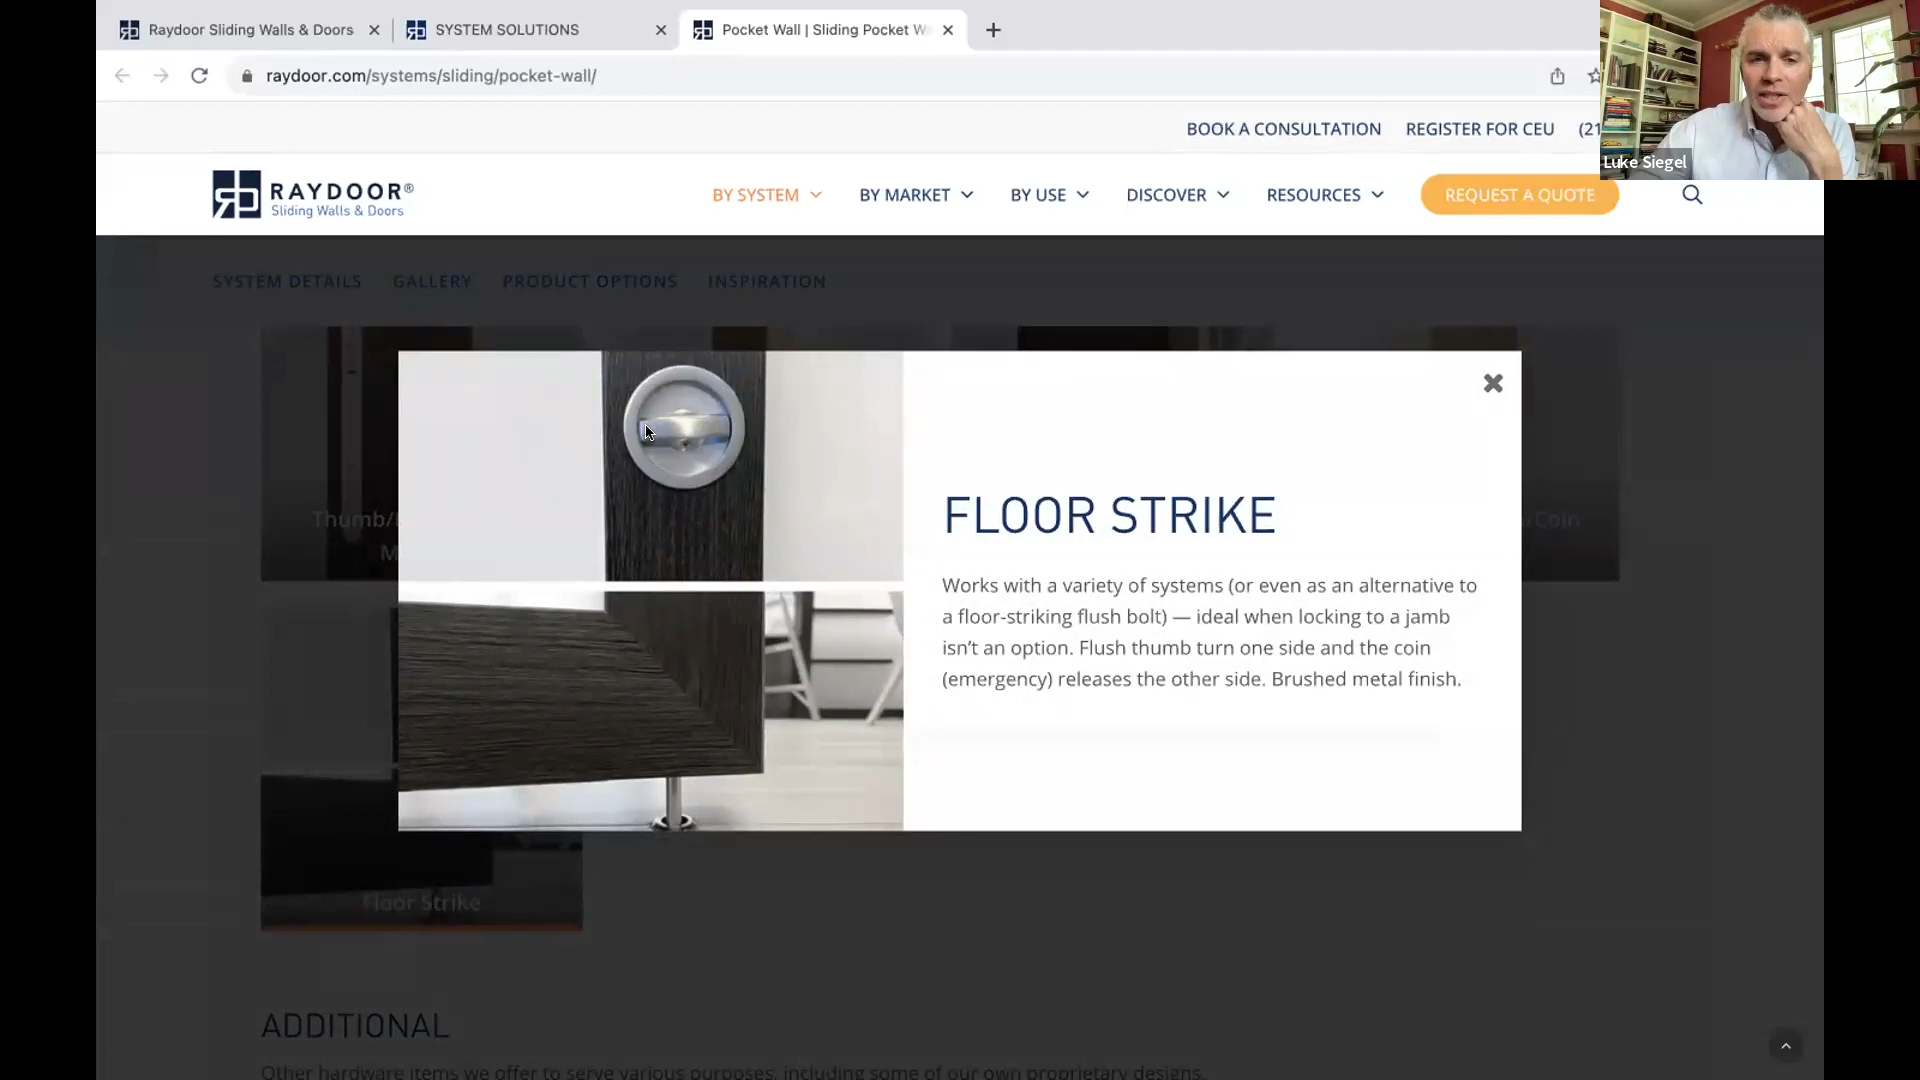 Raydoor Sliding Walls & Doors
SYSTEM SOLUTIONS
Pocket Wall | Sliding Pocket W
raydoor.com/systems/sliding/pocket-wall/
BOOK A CONSULTATION
REGISTER FOR CEU
(21
Luke Siegel
RAYDOOR®
Sliding Walls & Doors
BY SYSTEM
BY MARKET
BY USE
DISCOVER
RESOURCES
REQUEST A QUOTE
SYSTEM DETAILS
GALLERY
PRODUCT OPTIONS
INSPIRATION
Thumb/
M
Coin
FLOOR STRIKE
Works with a variety of systems (or even as an alternative to
a floor-striking flush bolt) — ideal when locking to a jamb
isn't an option. Flush thumb turn one side and the coin
(emergency) releases the other side. Brushed metal finish.
Floor Strike
ADDITIONAL
Other hardware items we offer to serve various purposes, including some of our own proprietary designs.